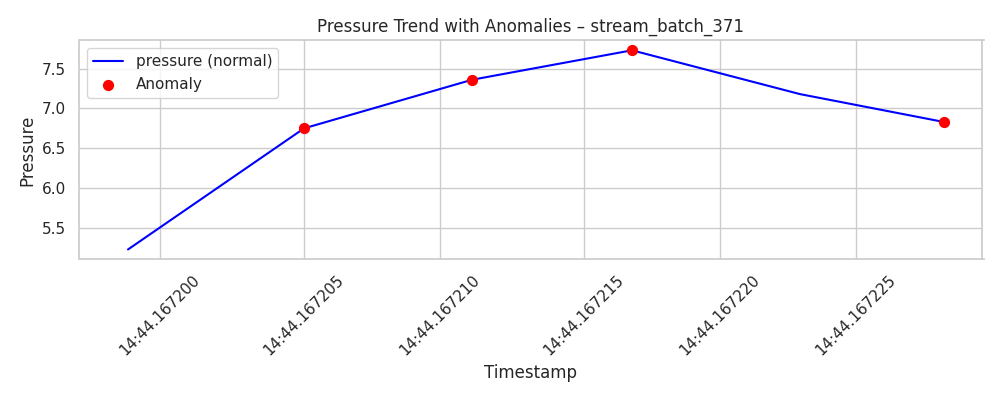 Pressure Trend with Anomalies – stream_batch_371
pressure (normal)
Anomaly
Pressure
7.5
7.0
6.5
6.0
5.5
14:44.167200
14:44.167205
14:44.167210
14:44.167215
14:44.167220
14:44.167225
Timestamp